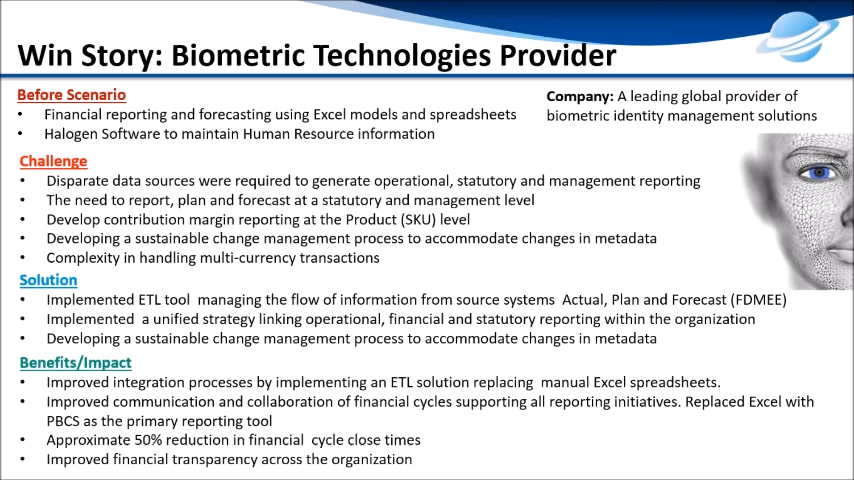 Win Story: Biometric Technologies Provider
Before Scenario
• Financial reporting and forecasting using Excel models and spreadsheets
• Halogen Software to maintain Human Resource information
Company: A leading global provider of
biometric identity management solutions
Challenge
• Disparate data sources were required to generate operational, statutory and management reporting
• The need to report, plan and forecast at a statutory and management level
• Develop contribution margin reporting at the Product (SKU) level
• Developing a sustainable change management process to accommodate changes in metadata
• Complexity in handling multi-currency transactions
Solution
• Implemented ETL tool managing the flow of information from source systems Actual, Plan and Forecast (FDMEE)
• Implemented a unified strategy linking operational, financial and statutory reporting within the organization
• Developing a sustainable change management process to accommodate changes in metadata
Benefits/Impact
• Improved integration processes by implementing an ETL solution replacing manual Excel spreadsheets.
• Improved communication and collaboration of financial cycles supporting all reporting initiatives. Replaced Excel with
PBCS as the primary reporting tool
• Approximate 50% reduction in financial cycle close times
• Improved financial transparency across the organization